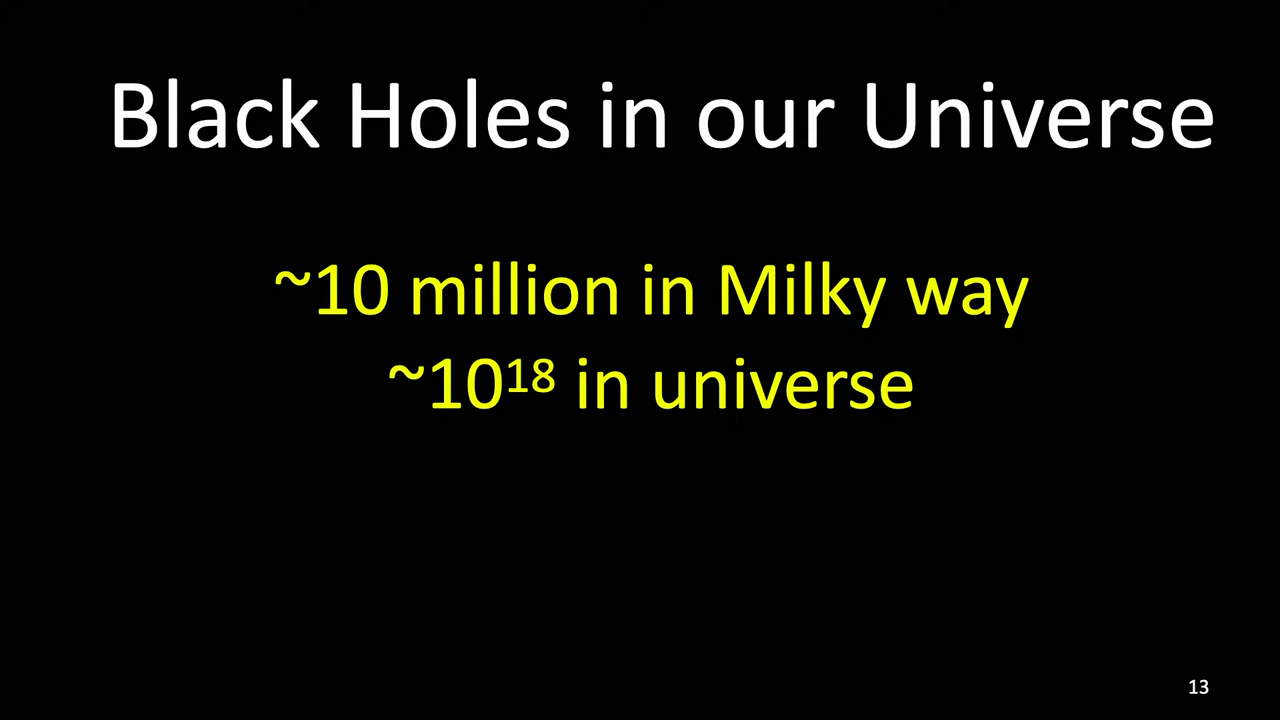 Black Holes in our Universe
~10 million in Milky way
~10¹⁸ in universe
13